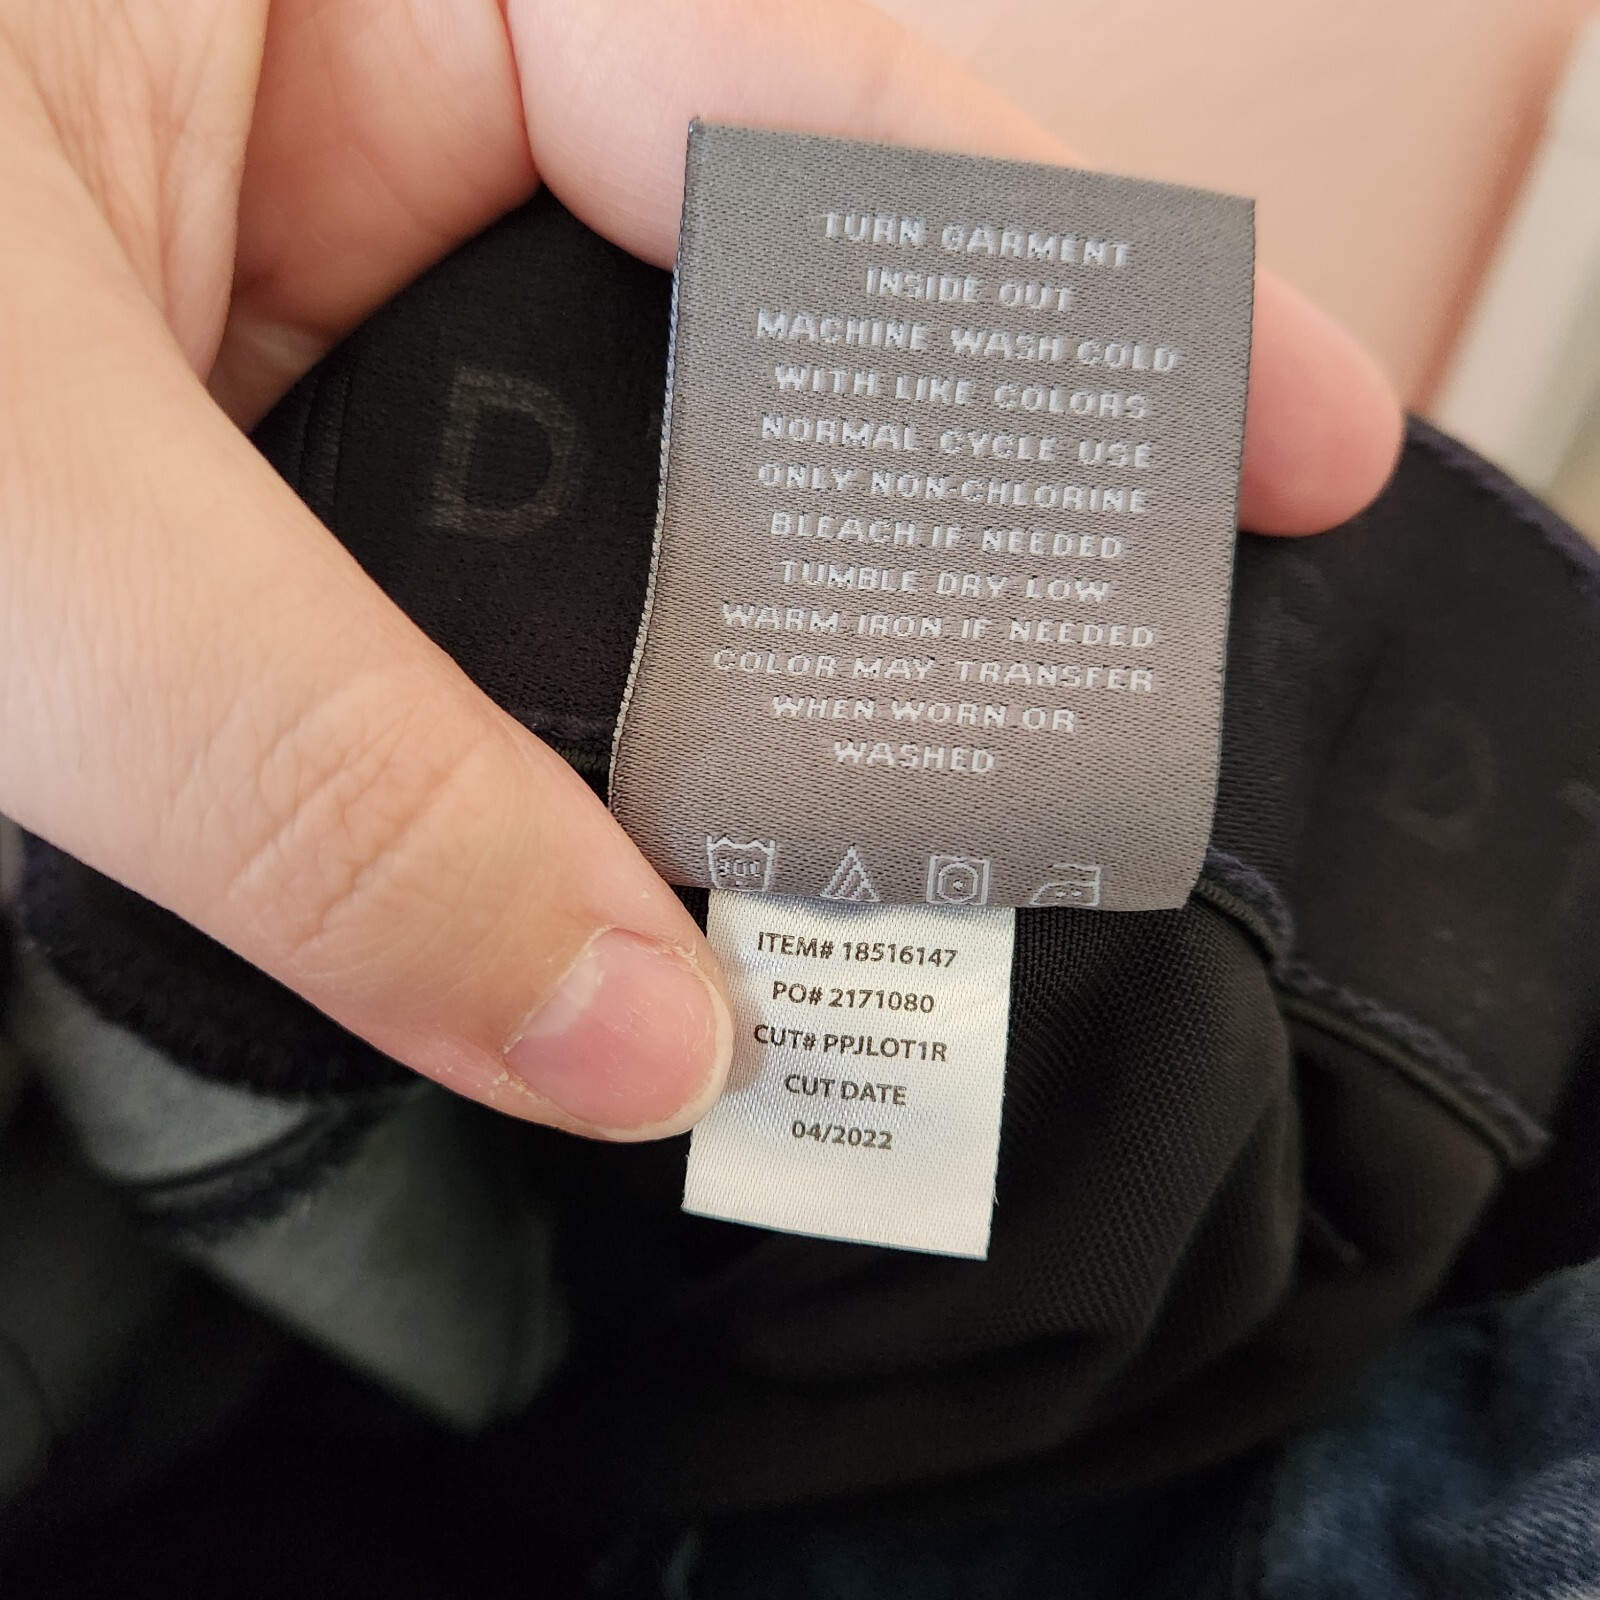 D
TURN GARMENT
INSIDE OUT
MACHINE WASH COLD
WITH LIKE COLORS
NORMAL CYCLE USE
ONLY NON-CHLORINE
BLEACH IF NEEDED
TUMBLE DRY LOW
WARM IRON IF NEEDED
COLOR MAY TRANSFER
WHEN WORN OR
WASHED
D
ITEM# 18516147
PO# 2171080
CUT# PPJLOT1R
CUT DATE
04/2022